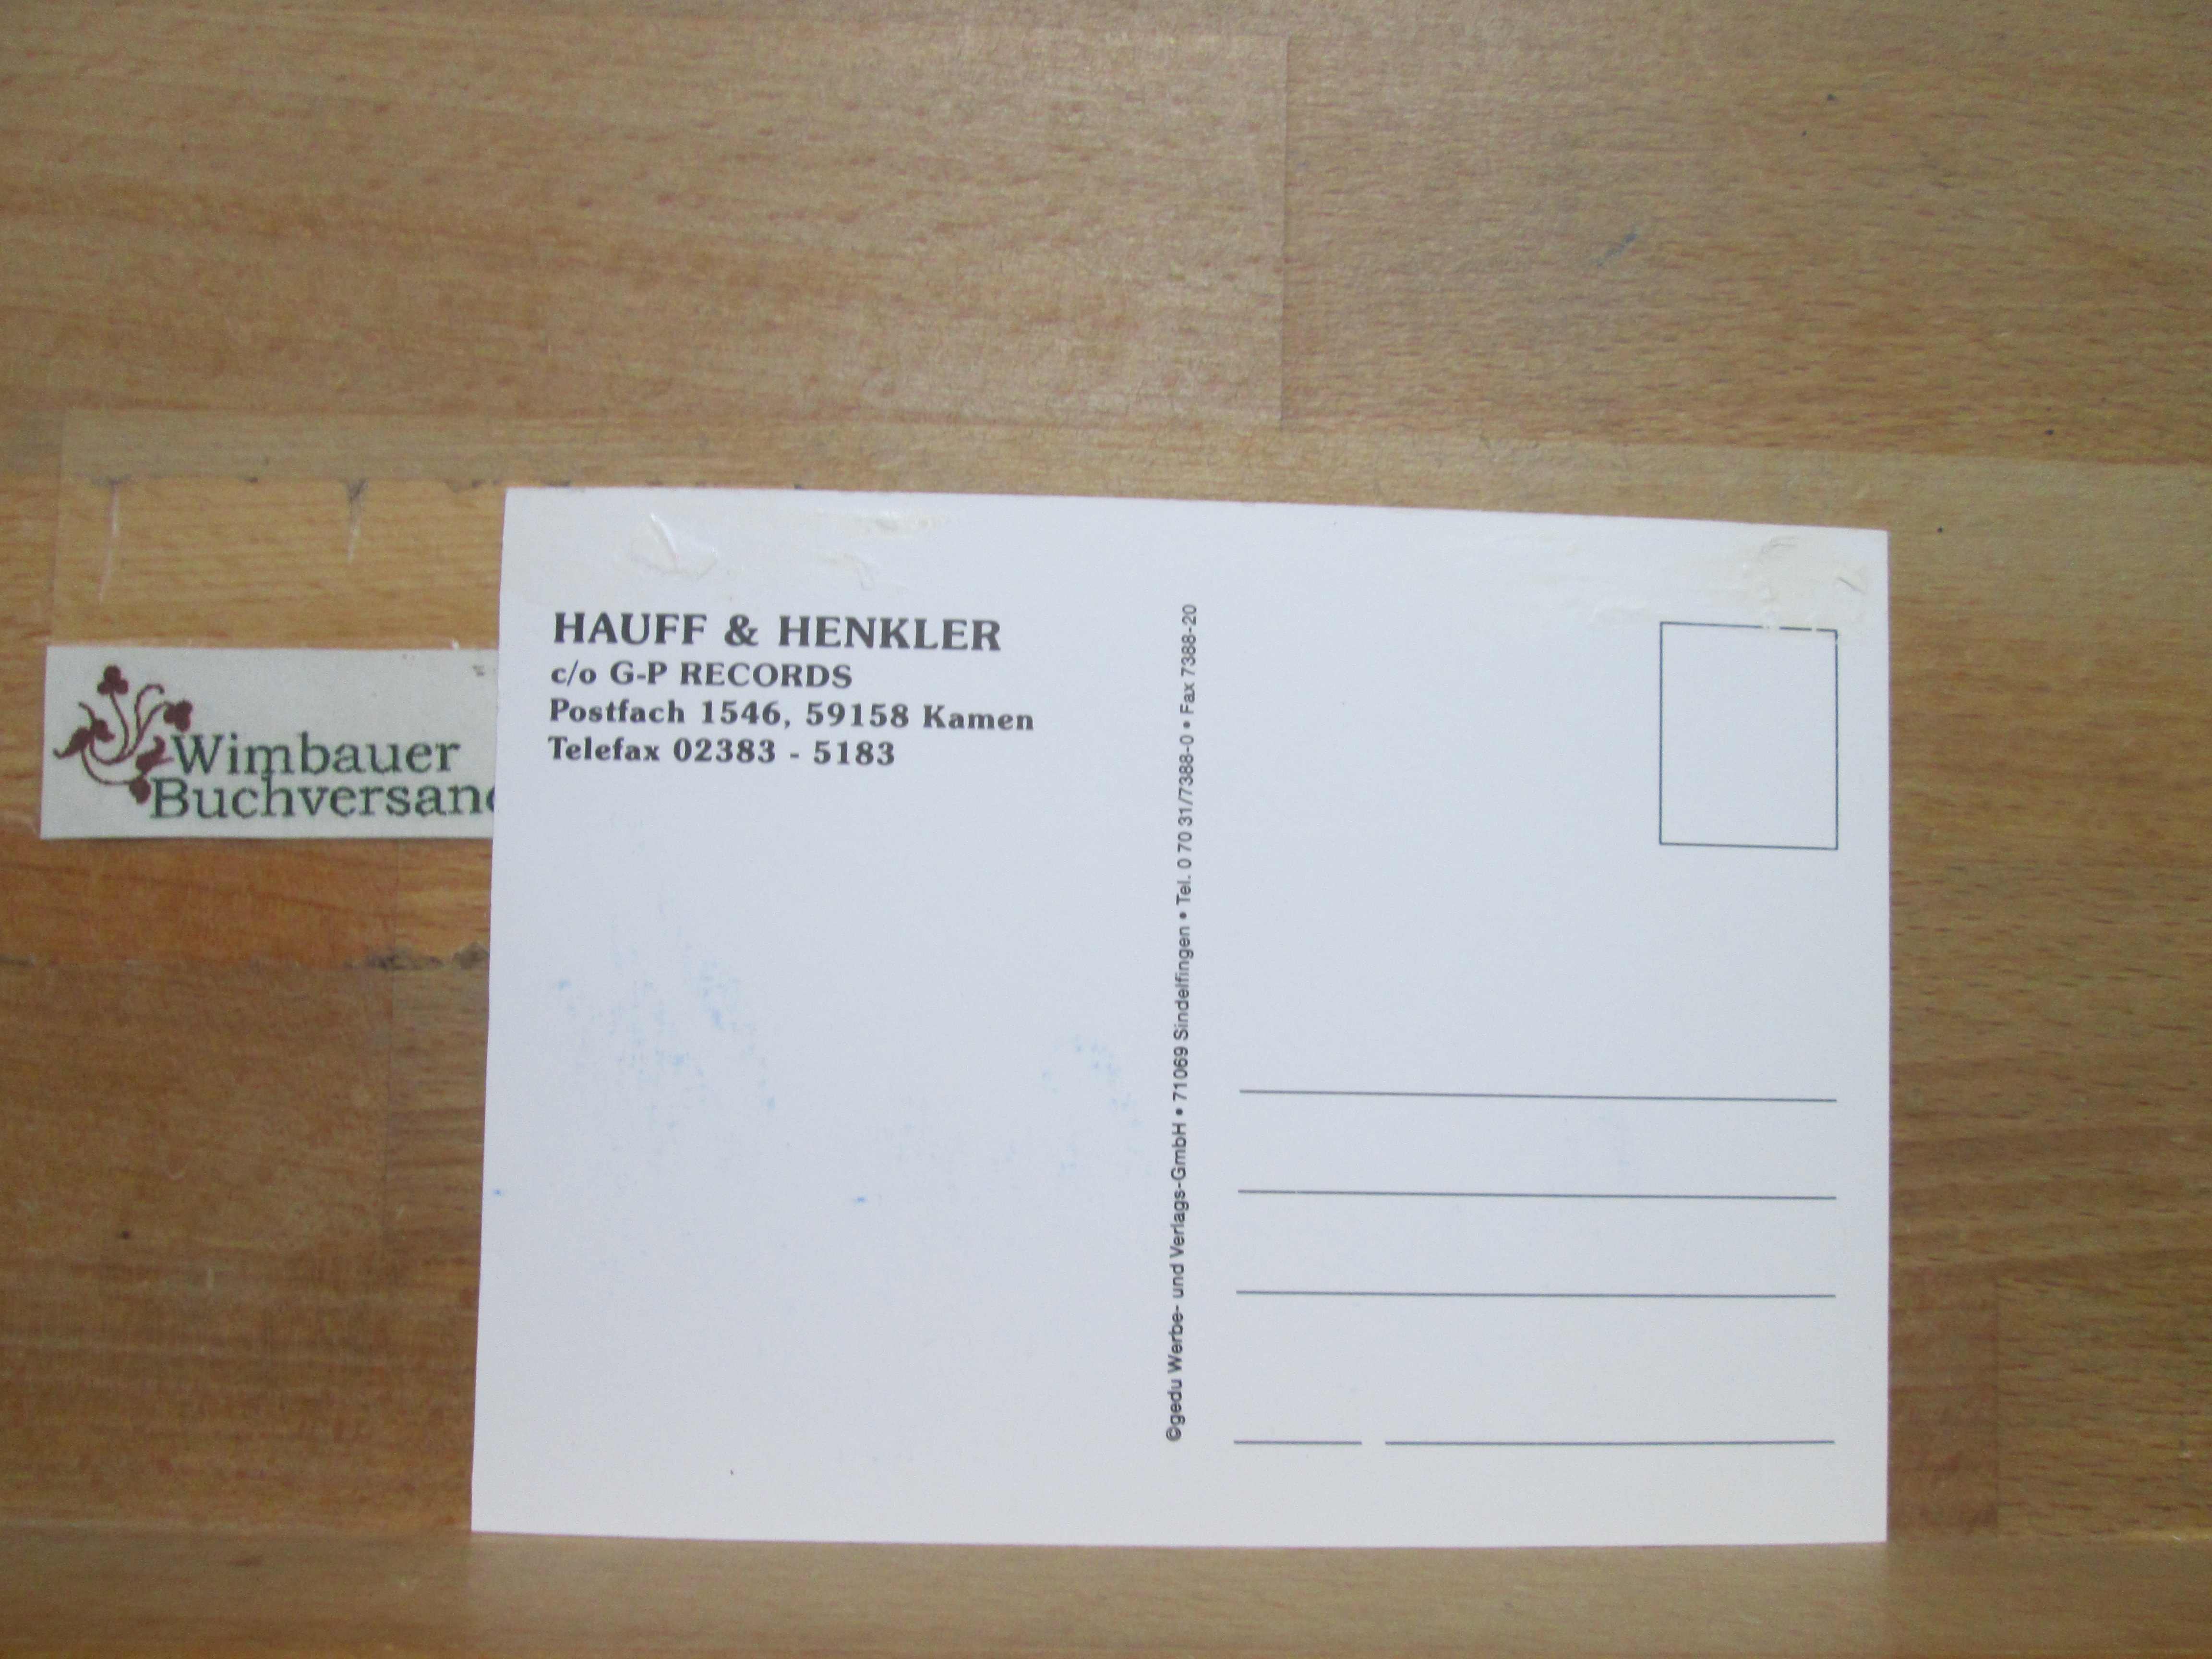 Wimbauer
Buchversand
HAUFF & HENKLER
c/o G-P RECORDS
Postfach 1546, 59158 Kamen
Telefax 02383 - 5183
©gedu Werbe- und Verlags-GmbH • 71069 Sindelfingen • Tel. 0 70 31/7388-0 • Fax 7388-20